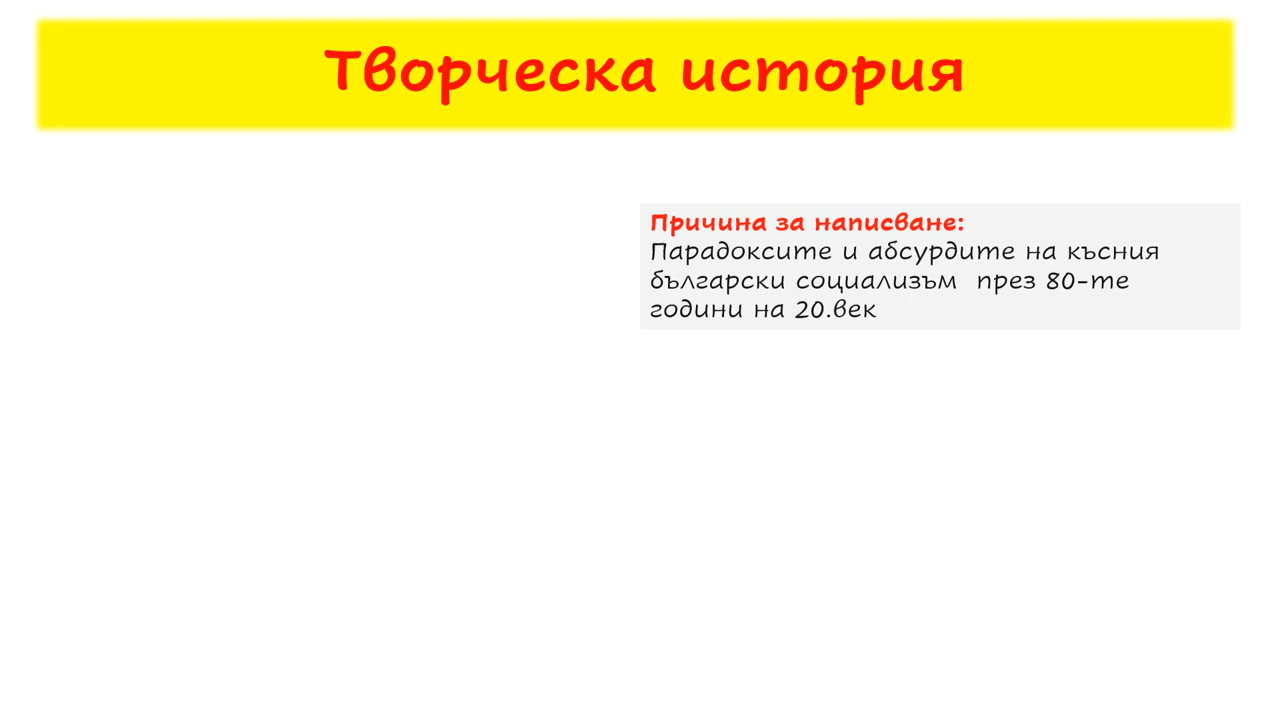 Творческа история
Причина за написване:
Парадоксите и абсурдите на късния
български социализъм  през 80-те
години на 20.век